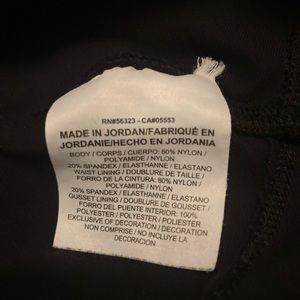 RN#56323 - CA#05553
MADE IN JORDAN/FABRIQUÉ EN
JORDANIE/HECHO EN JORDANIA
BODY / CORPS / CUERPO: 80% NYLON /
POLYAMIDE / NYLON
20% SPANDEX / ELASTHANNE / ELASTANO
WAIST LINING / DOUBLURE DE TAILLE /
FORRO DE LA CINTURA: 80% NYLON /
POLYAMIDE / NYLON
20% SPANDEX / ELASTHANNE / ELASTANO
GUSSET LINING / DOUBLURE DE GOUSSET /
FORRO DEL PUENTE INTERIOR: 100%
POLYESTER / POLYESTER / POLIÉSTER
EXCLUSIVE OF DECORATION / DECORATION
NON COMPRISE / NO INCLUYE LA
DECORACIÓN